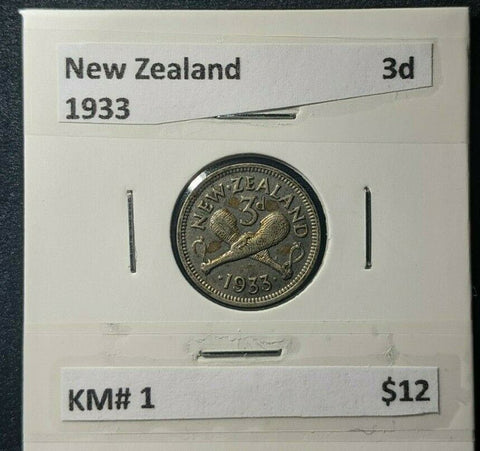 New Zealand 3d
1933
NEW·ZEALAND
3d
·1933·
KM# 1 $12